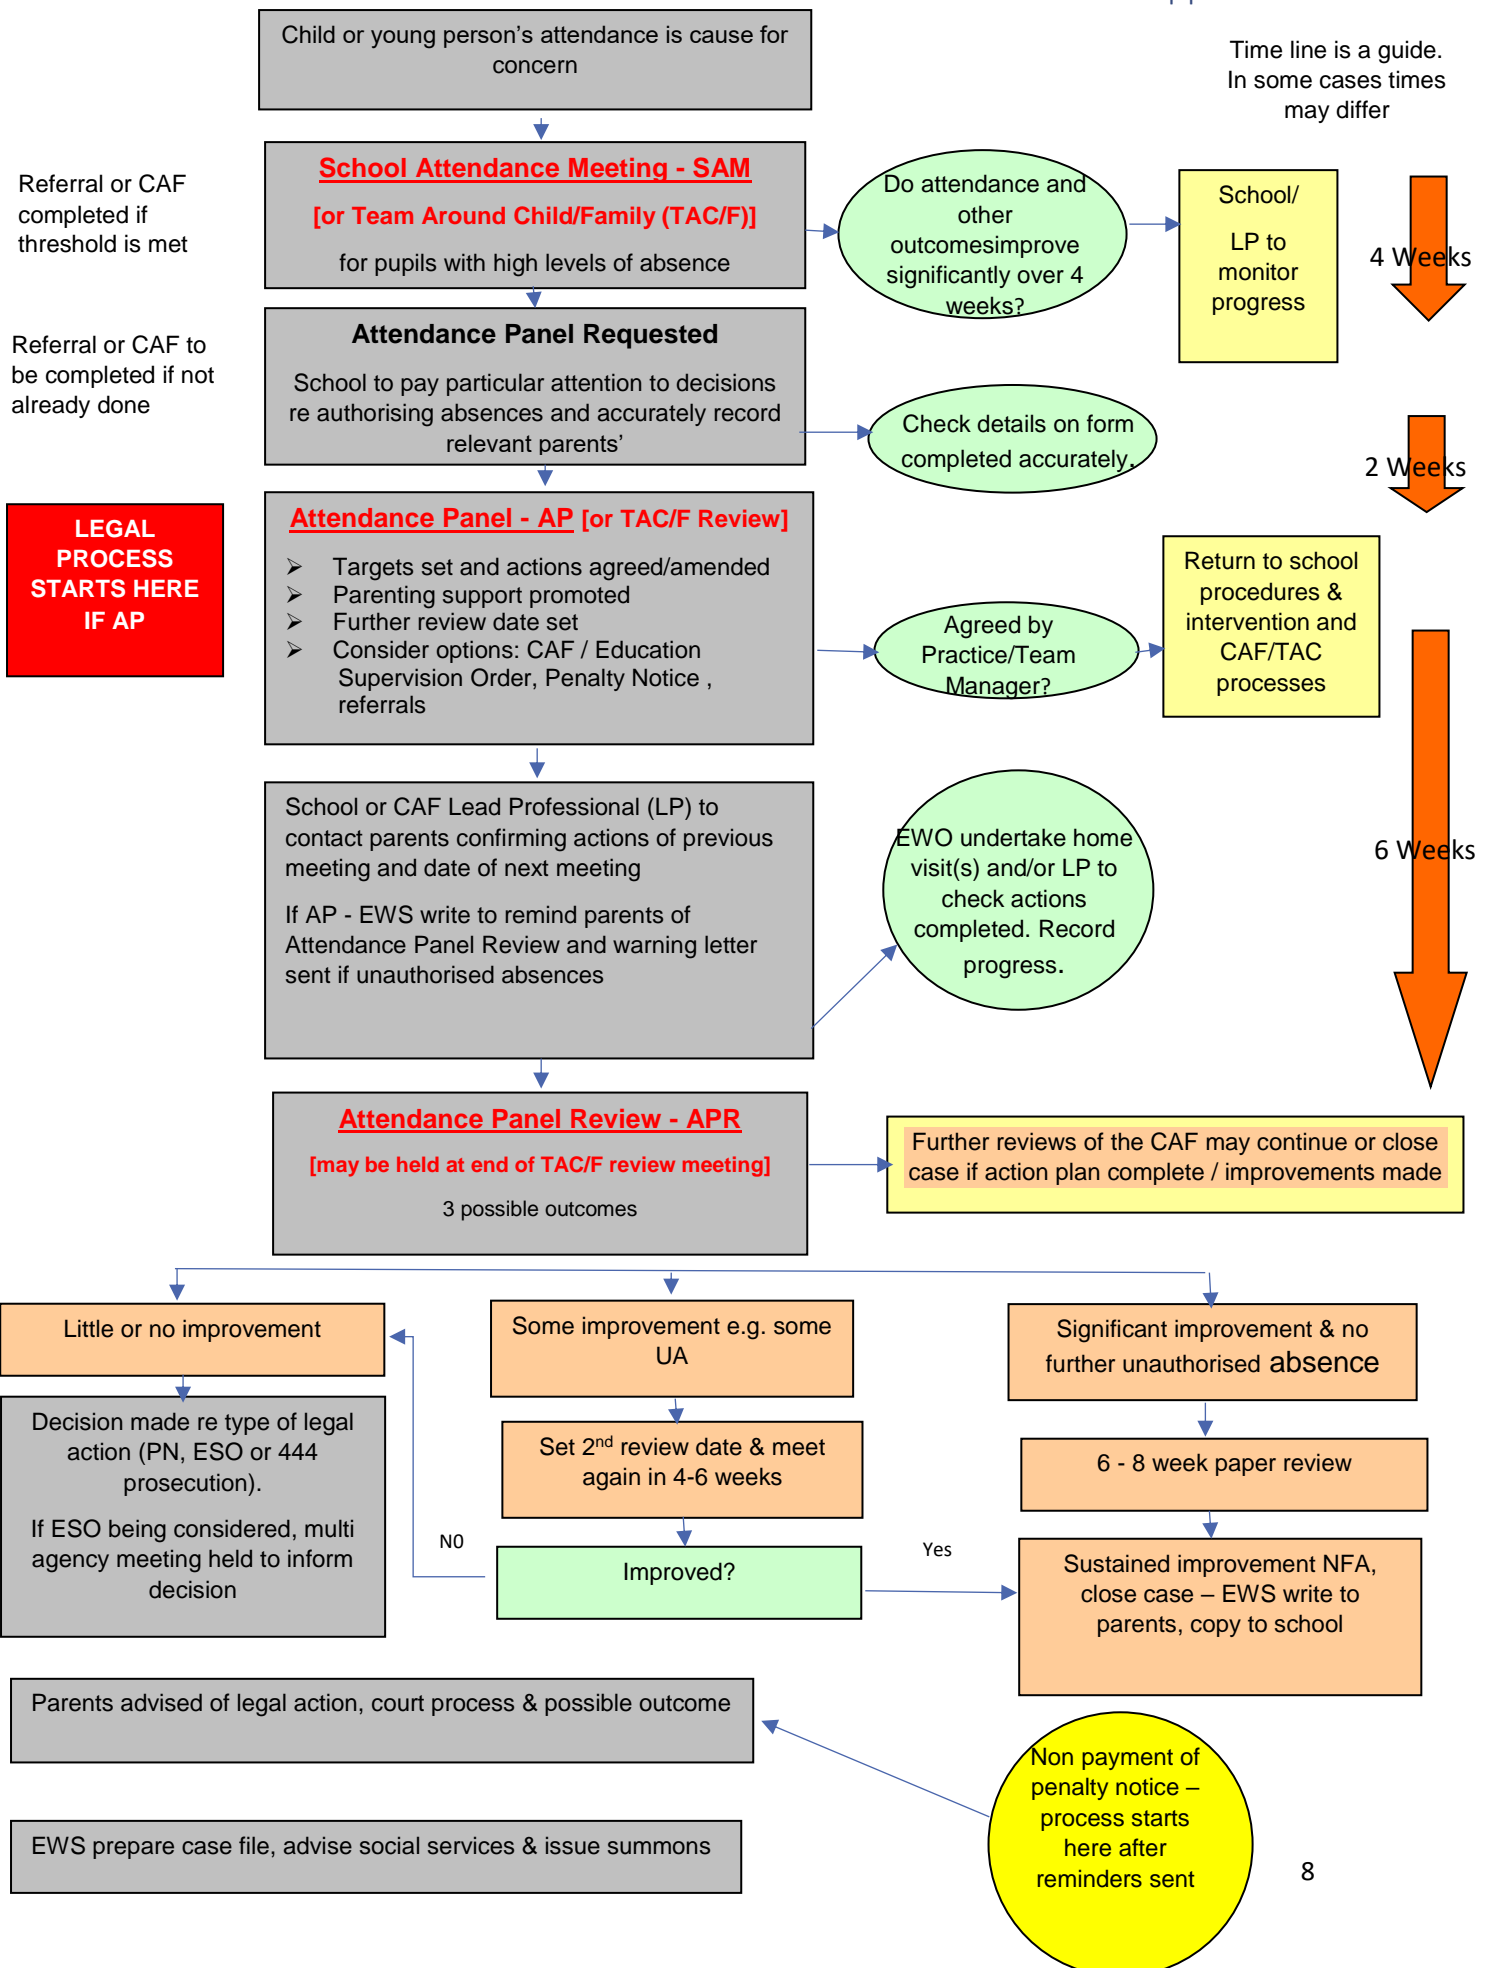 Child or young person's attendance is cause for
concern
Time line is a guide.
In some cases times
may differ
Referral or CAF
completed if
threshold is met
School Attendance Meeting - SAM
[or Team Around Child/Family (TAC/F)]
for pupils with high levels of absence
Do attendance and
other
outcomesimprove
significantly over 4
weeks?
School/
LP to
monitor
progress
4 Weeks
Referral or CAF to
be completed if not
already done
Attendance Panel Requested
School to pay particular attention to decisions
re authorising absences and accurately record
relevant parents'
Check details on form
completed accurately.
2 Weeks
LEGAL
PROCESS
STARTS HERE
IF AP
Attendance Panel - AP [or TAC/F Review]
➢ Targets set and actions agreed/amended
➢ Parenting support promoted
➢ Further review date set
➢ Consider options: CAF / Education
Supervision Order, Penalty Notice ,
referrals
Agreed by
Practice/Team
Manager?
Return to school
procedures &
intervention and
CAF/TAC
processes
6 Weeks
School or CAF Lead Professional (LP) to
contact parents confirming actions of previous
meeting and date of next meeting
If AP - EWS write to remind parents of
Attendance Panel Review and warning letter
sent if unauthorised absences
EWO undertake home
visit(s) and/or LP to
check actions
completed. Record
progress.
Attendance Panel Review - APR
[may be held at end of TAC/F review meeting]
3 possible outcomes
Further reviews of the CAF may continue or close
case if action plan complete / improvements made
Little or no improvement
Some improvement e.g. some
UA
Significant improvement & no
further unauthorised absence
Decision made re type of legal
action (PN, ESO or 444
prosecution).
If ESO being considered, multi
agency meeting held to inform
decision
Set 2nd review date & meet
again in 4-6 weeks
6 - 8 week paper review
N0
Improved?
Yes
Sustained improvement NFA,
close case – EWS write to
parents, copy to school
Parents advised of legal action, court process & possible outcome
Non payment of
penalty notice –
process starts
here after
reminders sent
EWS prepare case file, advise social services & issue summons
8